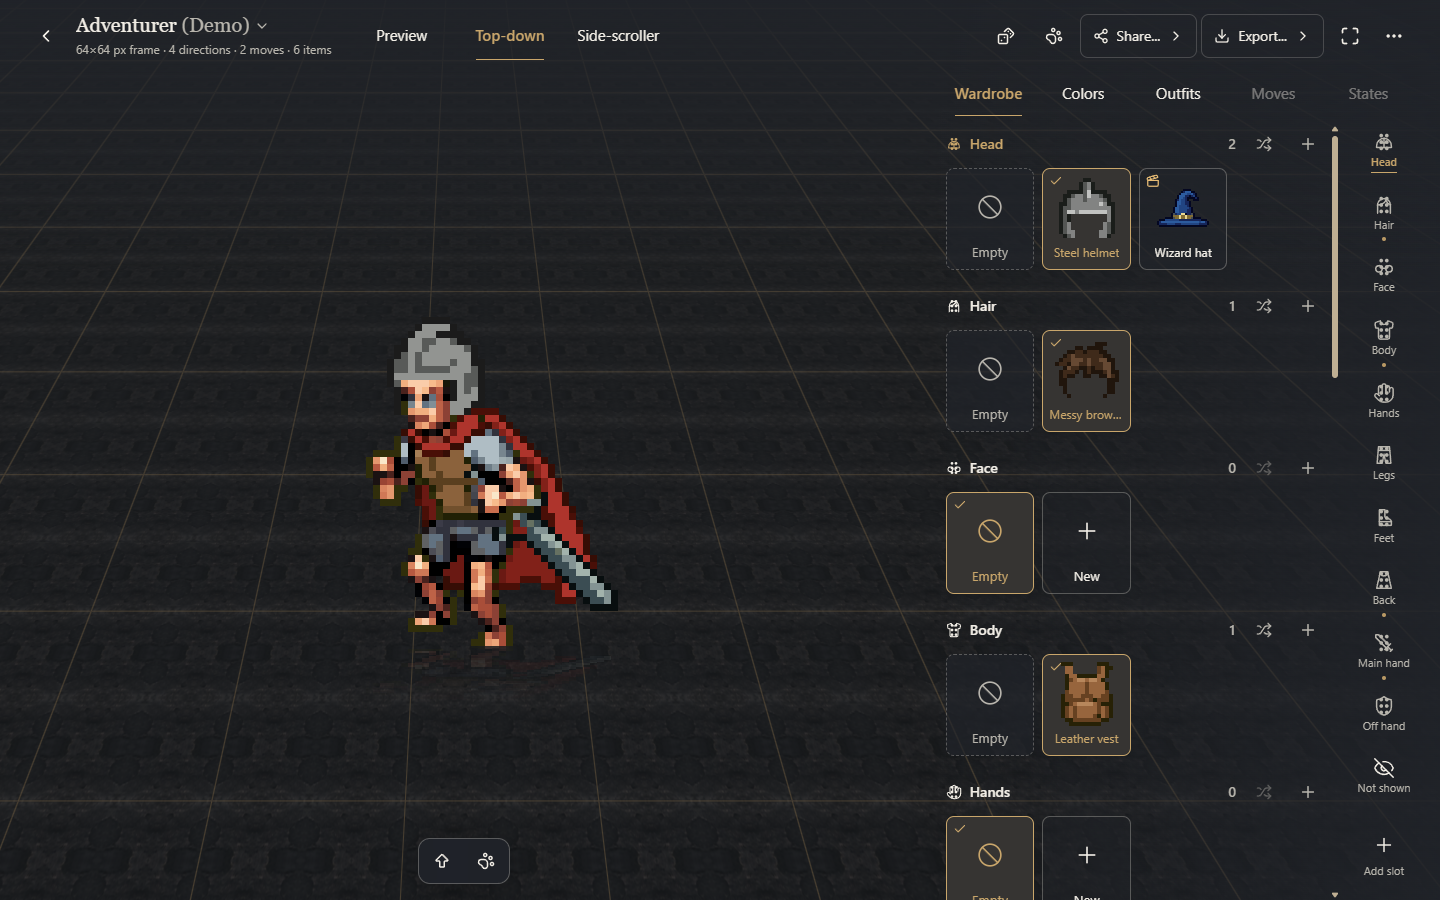 Adventurer (Demo)
64×64 px frame · 4 directions · 2 moves · 6 items
Preview
Top-down
Side-scroller
Share...
Export...
Wardrobe
Colors
Outfits
Moves
States
Head
2
Empty
Steel helmet
Wizard hat
Hair
1
Empty
Messy brow...
Face
0
Empty
New
Body
1
Empty
Leather vest
Hands
0
Empty
New
Head
Hair
Face
Body
Hands
Legs
Feet
Back
Main hand
Off hand
Not shown
Add slot